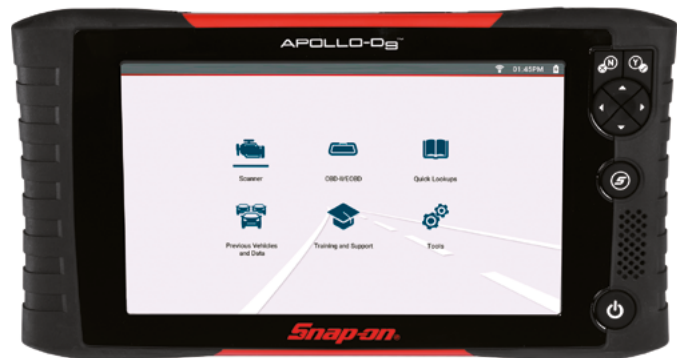 APOLLO-D9™
01:45PM
N
Y
Scanner
OBD-II/EOBD
Quick Lookups
S
Previous Vehicles
and Data
Training and Support
Tools
Snap-on®